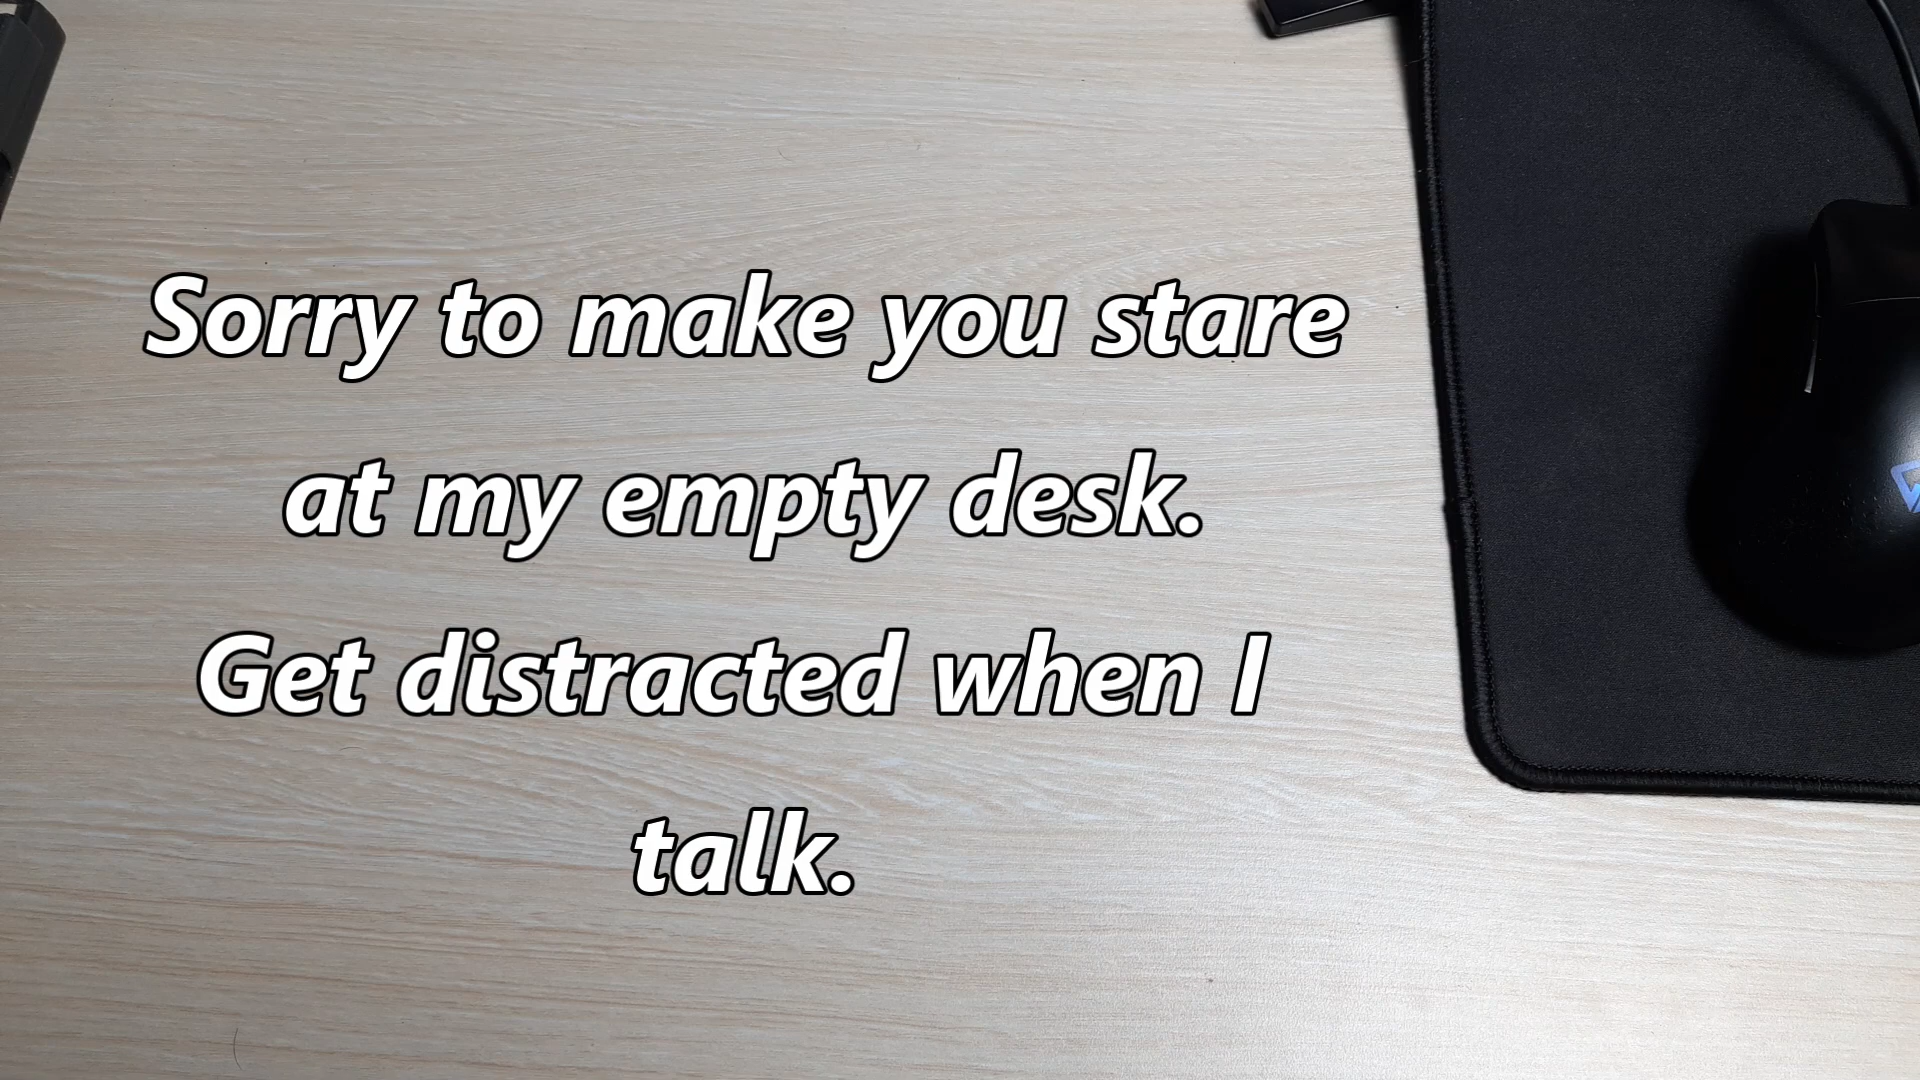 Sorry to make you stare
at my empty desk.
Get distracted when I
talk.